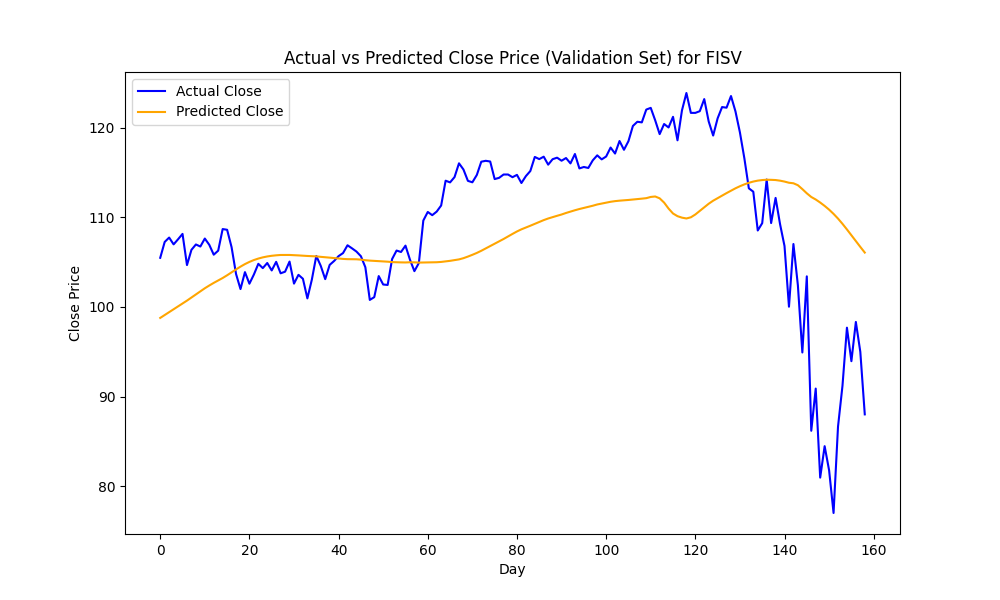 Actual vs Predicted Close Price (Validation Set) for FISV
Actual Close
Predicted Close
Close Price
120
110
100
90
80
0 20 40 60 80 100 120 140 160
Day